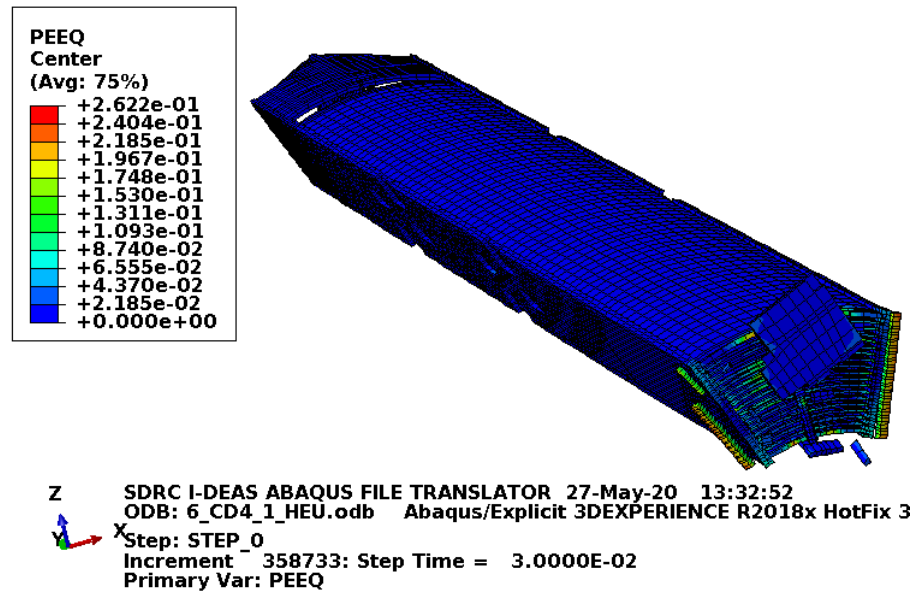 PEEQ
Center
(Avg: 75%)
+2.622e-01
+2.404e-01
+2.185e-01
+1.967e-01
+1.748e-01
+1.530e-01
+1.311e-01
+1.093e-01
+8.740e-02
+6.555e-02
+4.370e-02
+2.185e-02
+0.000e+00
Z
Y
X
SDRC I-DEAS ABAQUS FILE TRANSLATOR 27-May-20 13:32:52
ODB: 6_CD4_1_HEU.odb Abaqus/Explicit 3DEXPERIENCE R2018x HotFix 3
Step: STEP_0
Increment 358733: Step Time = 3.0000E-02
Primary Var: PEEQ